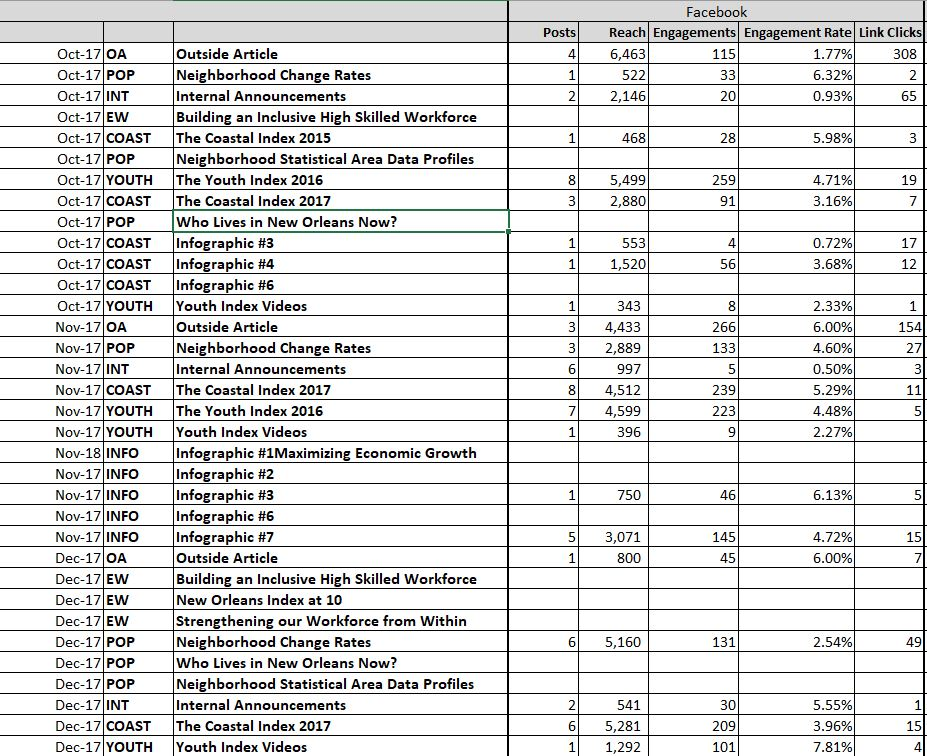 Facebook
Posts Reach Engagements Engagement Rate Link Clicks
Oct-17 OA Outside Article 4 6,463 115 1.77% 308
Oct-17 POP Neighborhood Change Rates 1 522 33 6.32% 2
Oct-17 INT Internal Announcements 2 2,146 20 0.93% 65
Oct-17 EW Building an Inclusive High Skilled Workforce
Oct-17 COAST The Coastal Index 2015 1 468 28 5.98% 3
Oct-17 POP Neighborhood Statistical Area Data Profiles
Oct-17 YOUTH The Youth Index 2016 8 5,499 259 4.71% 19
Oct-17 COAST The Coastal Index 2017 3 2,880 91 3.16% 7
Oct-17 POP Who Lives in New Orleans Now?
Oct-17 COAST Infographic #3 1 553 4 0.72% 17
Oct-17 COAST Infographic #4 1 1,520 56 3.68% 12
Oct-17 COAST Infographic #6
Oct-17 YOUTH Youth Index Videos 1 343 8 2.33% 1
Nov-17 OA Outside Article 3 4,433 266 6.00% 154
Nov-17 POP Neighborhood Change Rates 3 2,889 133 4.60% 27
Nov-17 INT Internal Announcements 6 997 5 0.50% 3
Nov-17 COAST The Coastal Index 2017 8 4,512 239 5.29% 11
Nov-17 YOUTH The Youth Index 2016 7 4,599 223 4.48% 5
Nov-17 YOUTH Youth Index Videos 1 396 9 2.27%
Nov-18 INFO Infographic #1Maximizing Economic Growth
Nov-17 INFO Infographic #2
Nov-17 INFO Infographic #3 1 750 46 6.13% 5
Nov-17 INFO Infographic #6
Nov-17 INFO Infographic #7 5 3,071 145 4.72% 15
Dec-17 OA Outside Article 1 800 45 6.00% 7
Dec-17 EW Building an Inclusive High Skilled Workforce
Dec-17 EW New Orleans Index at 10
Dec-17 EW Strengthening our Workforce from Within
Dec-17 POP Neighborhood Change Rates 6 5,160 131 2.54% 49
Dec-17 POP Who Lives in New Orleans Now?
Dec-17 POP Neighborhood Statistical Area Data Profiles
Dec-17 INT Internal Announcements 2 541 30 5.55% 1
Dec-17 COAST The Coastal Index 2017 6 5,281 209 3.96% 15
Dec-17 YOUTH Youth Index Videos 1 1,292 101 7.81% 4